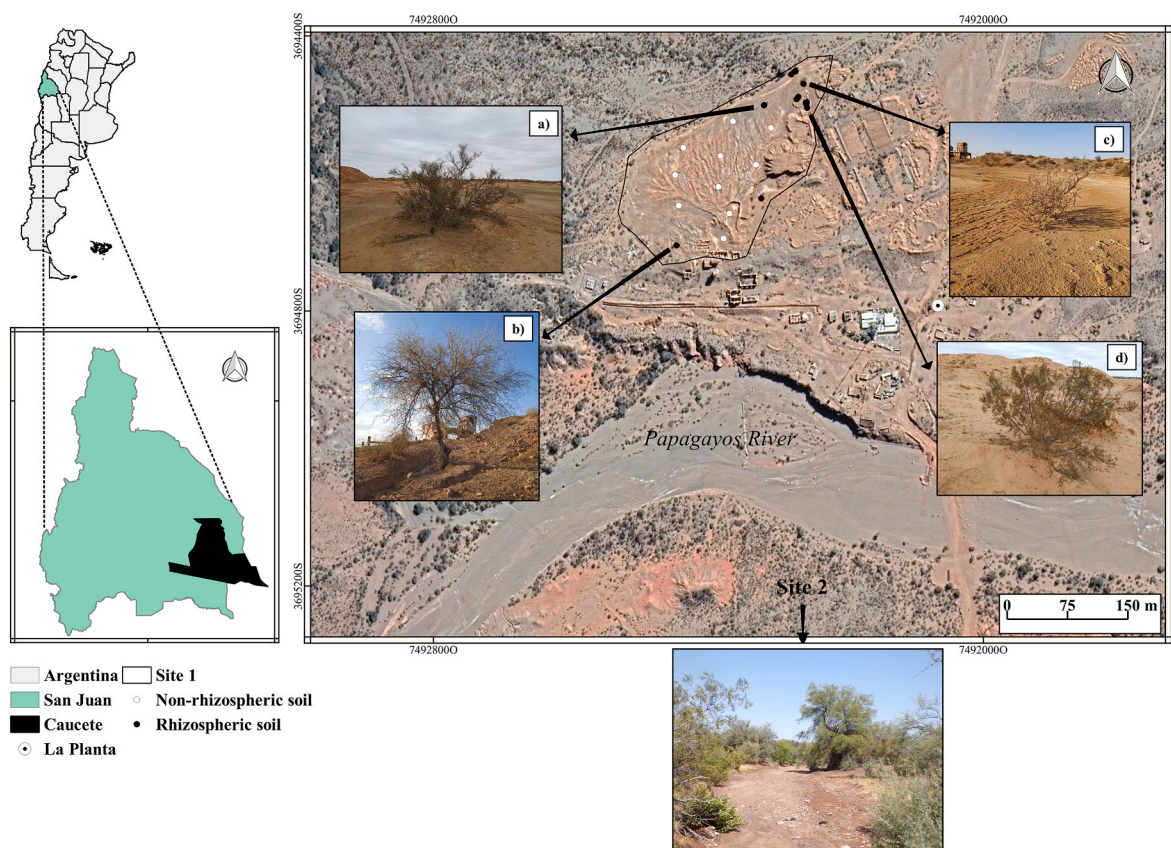 7492800O
7492000O
3694400S
a)
c)
b)
d)
3694800S
Papagayos River
3695200S
Site 2
0 75 150 m
7492800O
7492000O
Argentina
Site 1
San Juan
Non-rhizospheric soil
Caucete
Rhizospheric soil
La Planta